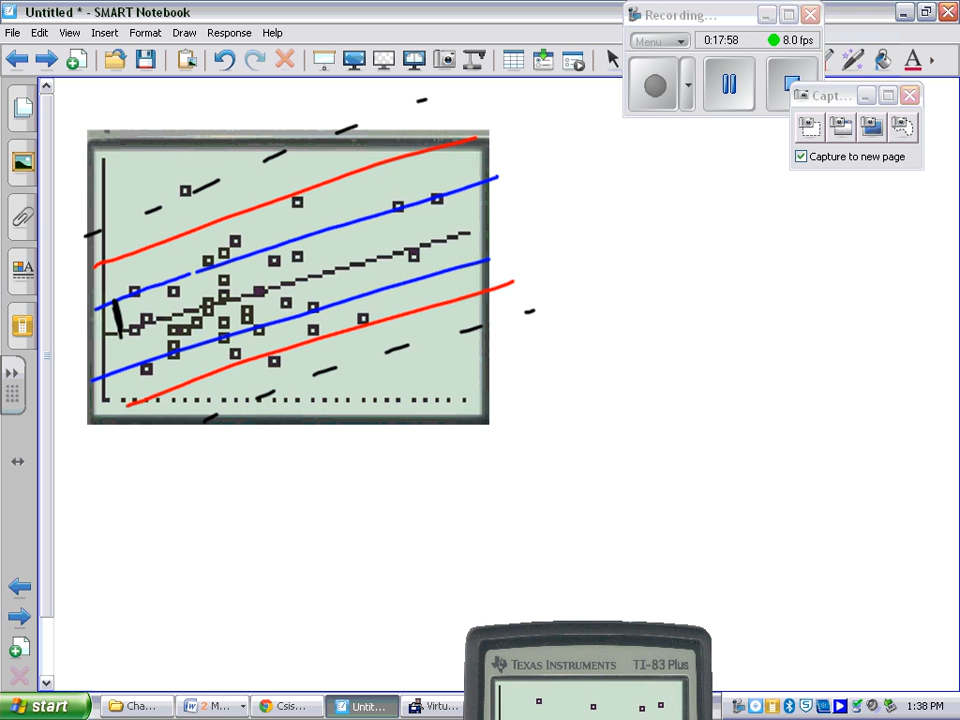 Untitled * - SMART Notebook
Recording...
File Edit View Insert Format Draw Response Help
Menu 0:17:58 8.0 fps
Capt...
Capture to new page
TEXAS INSTRUMENTS TI-83 Plus
start Cha... 2 M... Csis... Untit... Virtu... 1:38 PM